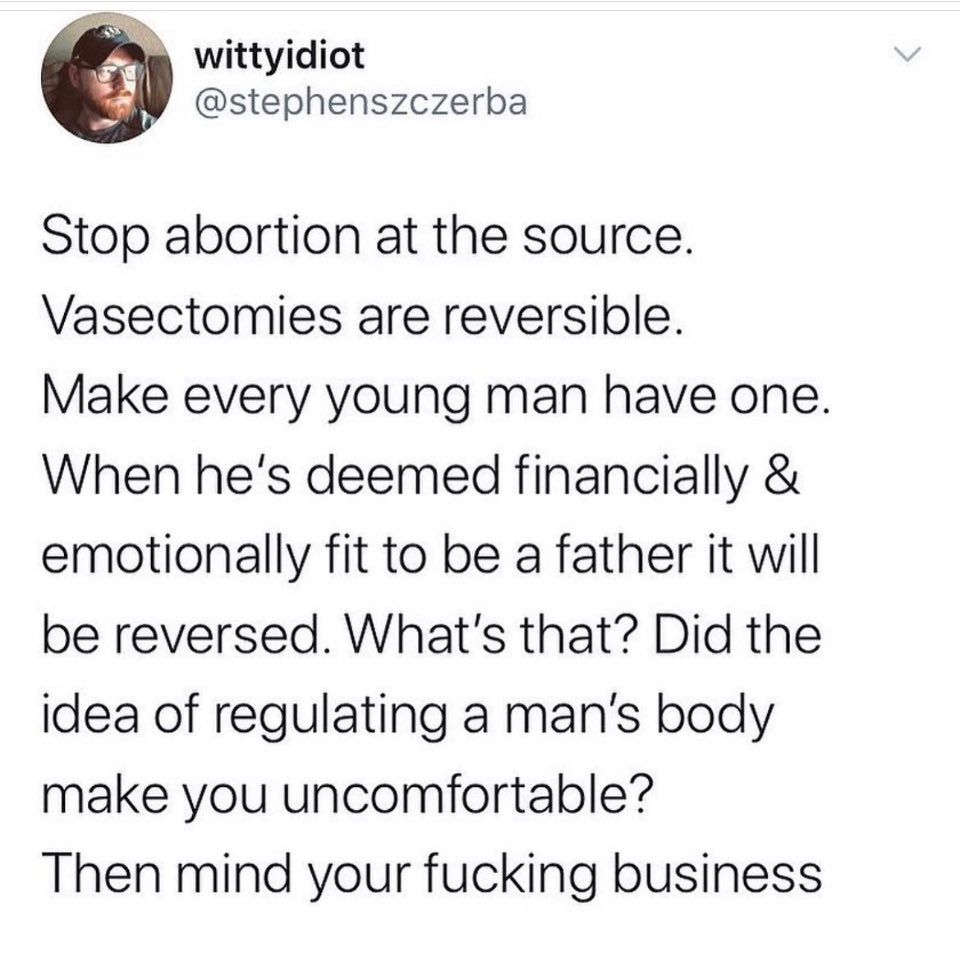 wittyidiot
@stephenszczerba
Stop abortion at the source.
Vasectomies are reversible.
Make every young man have one.
When he's deemed financially &
emotionally fit to be a father it will
be reversed. What's that? Did the
idea of regulating a man's body
make you uncomfortable?
Then mind your fucking business